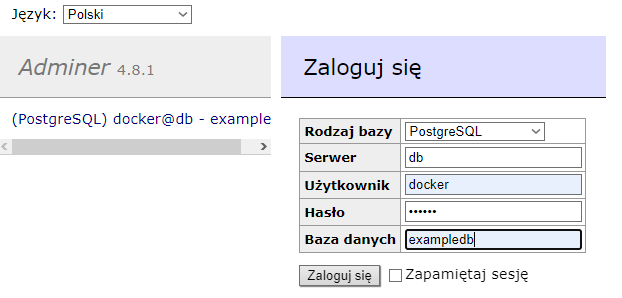 Język: Polski
Adminer 4.8.1
(PostgreSQL) docker@db - example
Zaloguj się
Rodzaj bazy PostgreSQL
Serwer db
Użytkownik docker
Hasło ••••••
Baza danych exampledb
Zaloguj się Zapamiętaj sesję